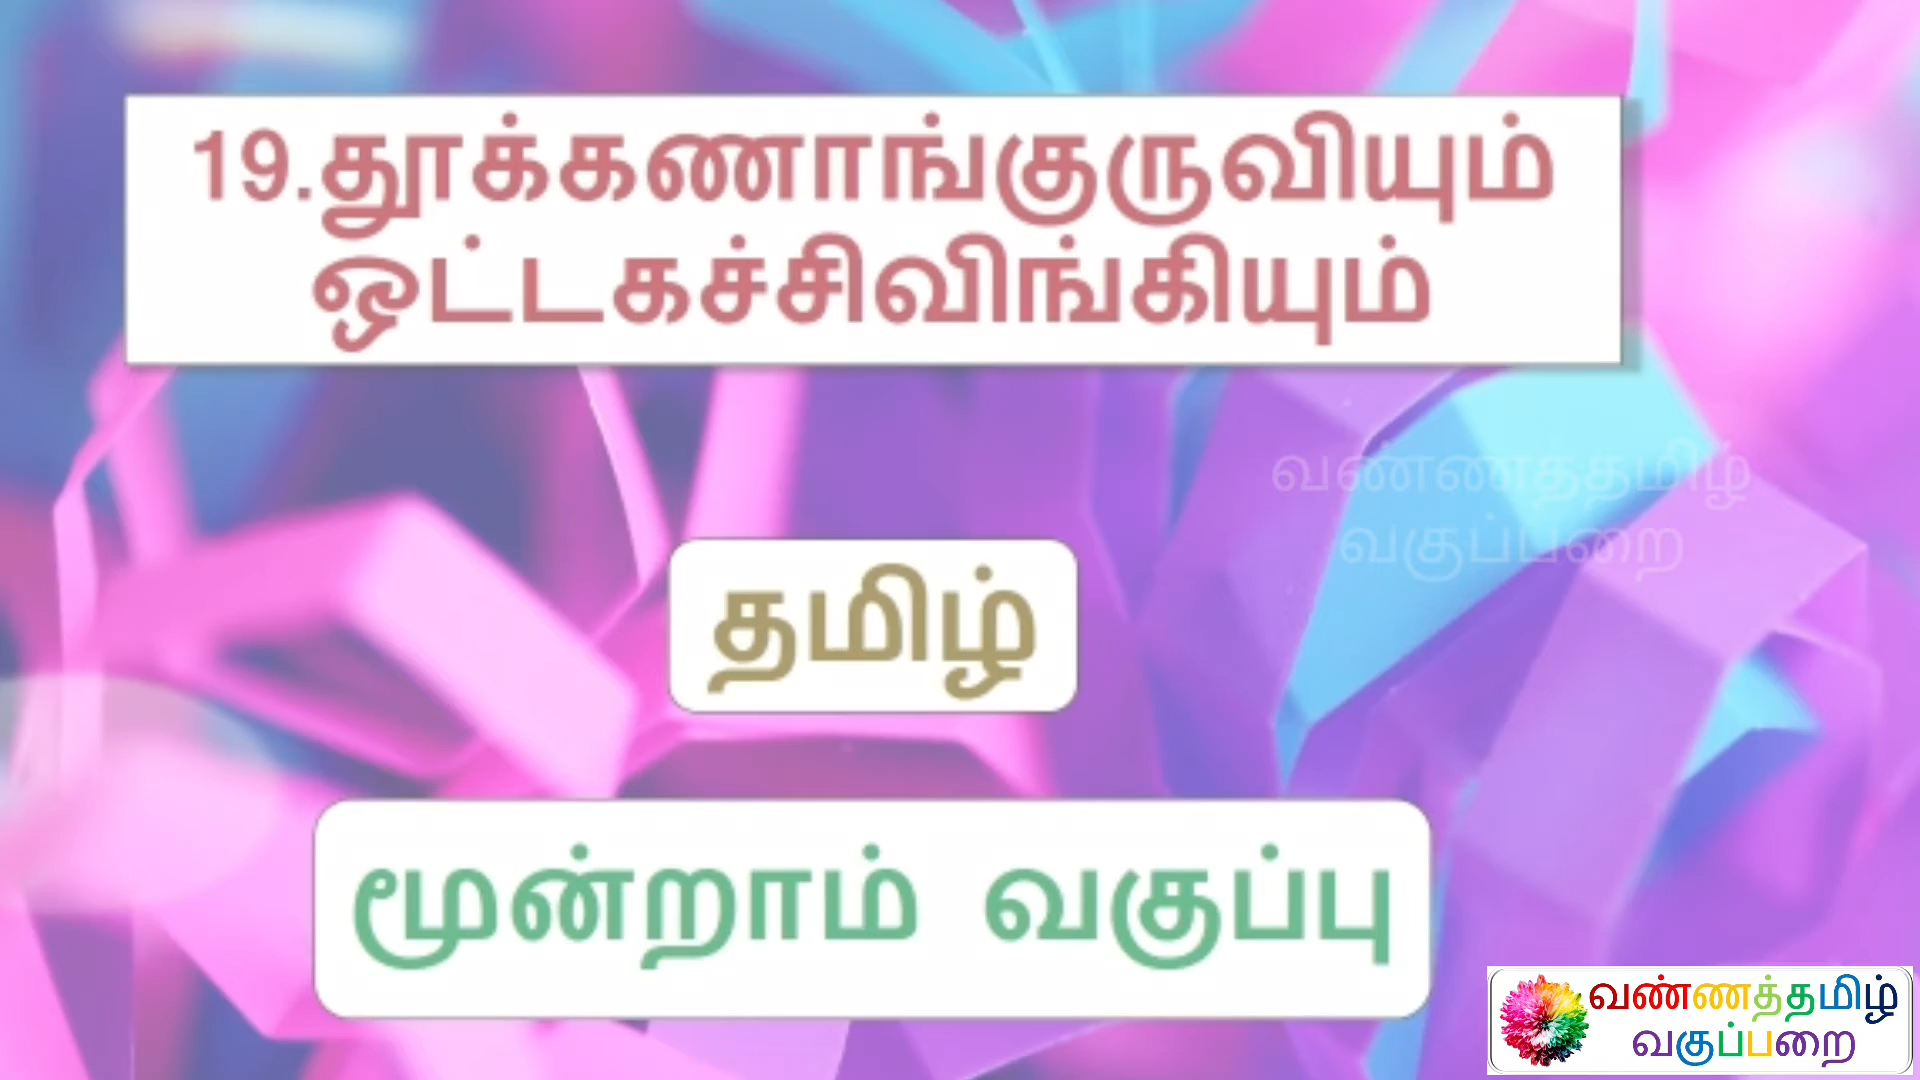 19.தூக்கணாங்குருவியும்
ஒட்டகச்சிவிங்கியும்
வண்ணத்தமிழ்
வகுப்பறை
தமிழ்
மூன்றாம் வகுப்பு
வண்ணத்தமிழ்
வகுப்பறை